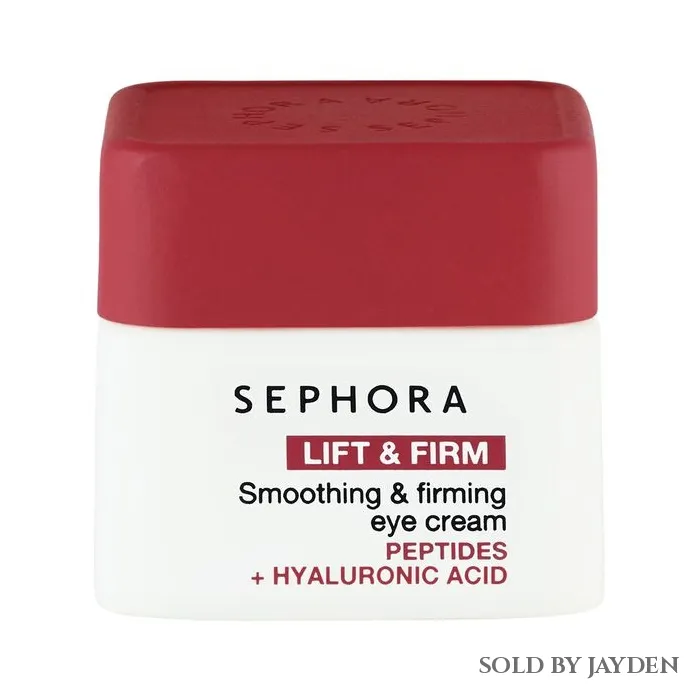 SEPHORA
LIFT & FIRM
Smoothing & firming
eye cream
PEPTIDES
+ HYALURONIC ACID
SOLD BY JAYDEN